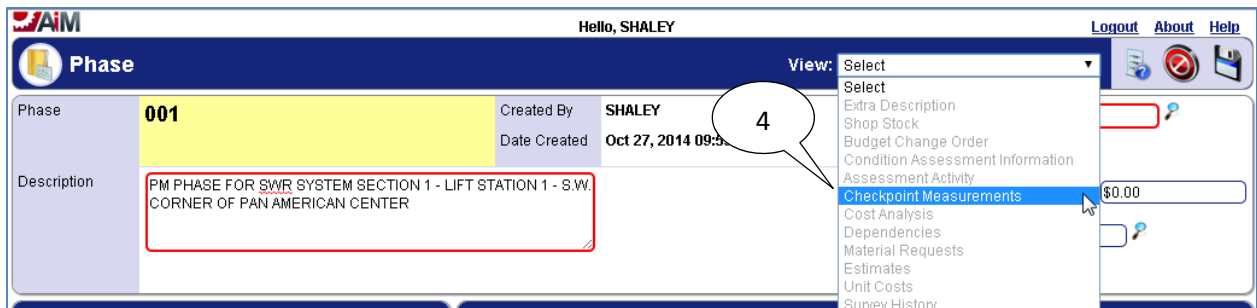 AiM
Hello, SHALEY
Logout About Help
Phase
View: Select
Phase
001
Created By SHALEY
Date Created Oct 27, 2014
4
Description
PM PHASE FOR SWR SYSTEM SECTION 1 - LIFT STATION 1 - S.W.
CORNER OF PAN AMERICAN CENTER
Select
Extra Description
Shop Stock
Budget Change Order
Condition Assessment Information
Assessment Activity
Checkpoint Measurements
Cost Analysis
Dependencies
Material Requests
Estimates
Unit Costs
Survey History
$0.00